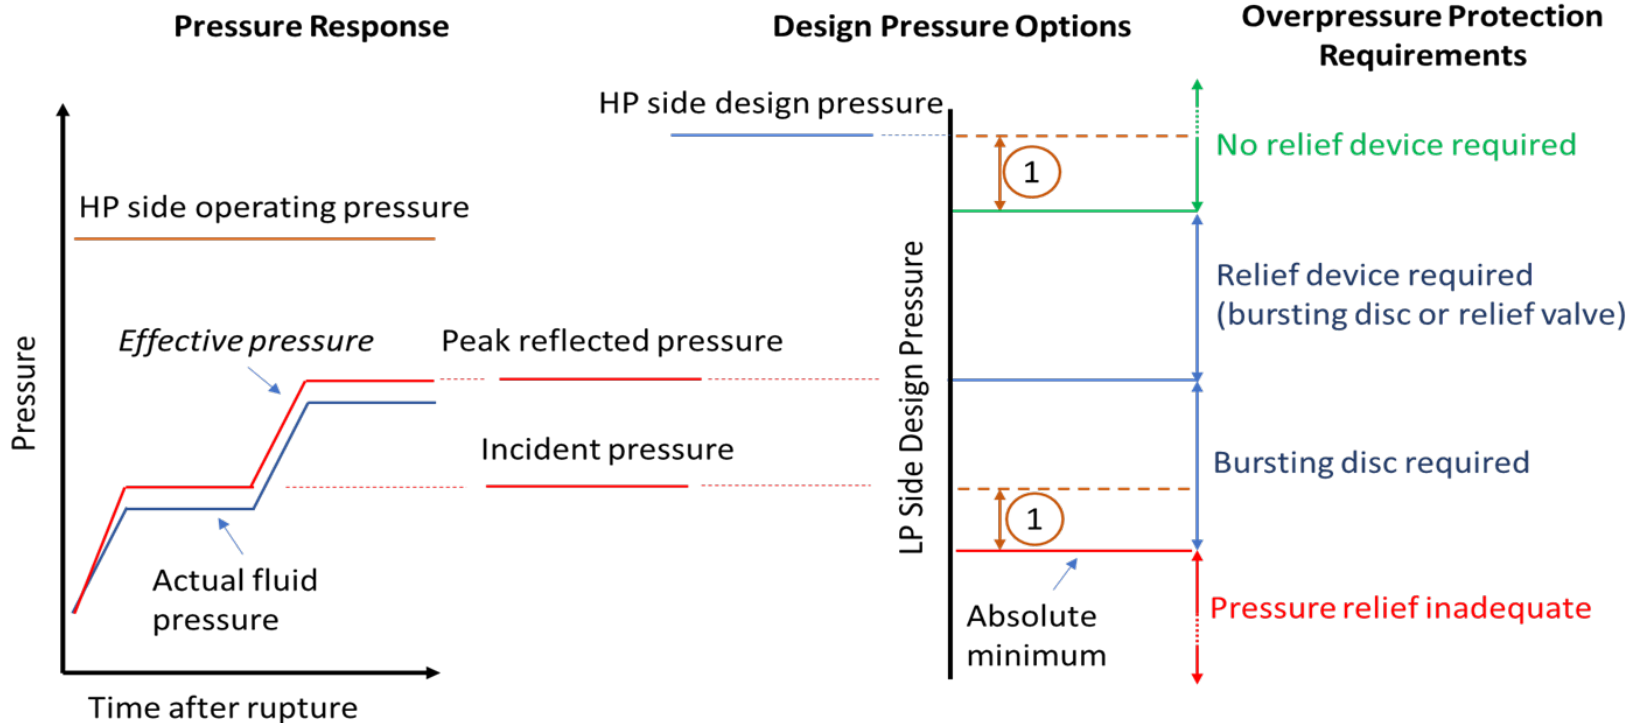 Pressure Response
Design Pressure Options
Overpressure Protection
Requirements
HP side design pressure
No relief device required
1
HP side operating pressure
Relief device required
(bursting disc or relief valve)
Effective pressure
Peak reflected pressure
Pressure
LP Side Design Pressure
Incident pressure
Bursting disc required
1
Actual fluid
pressure
Absolute
minimum
Pressure relief inadequate
Time after rupture